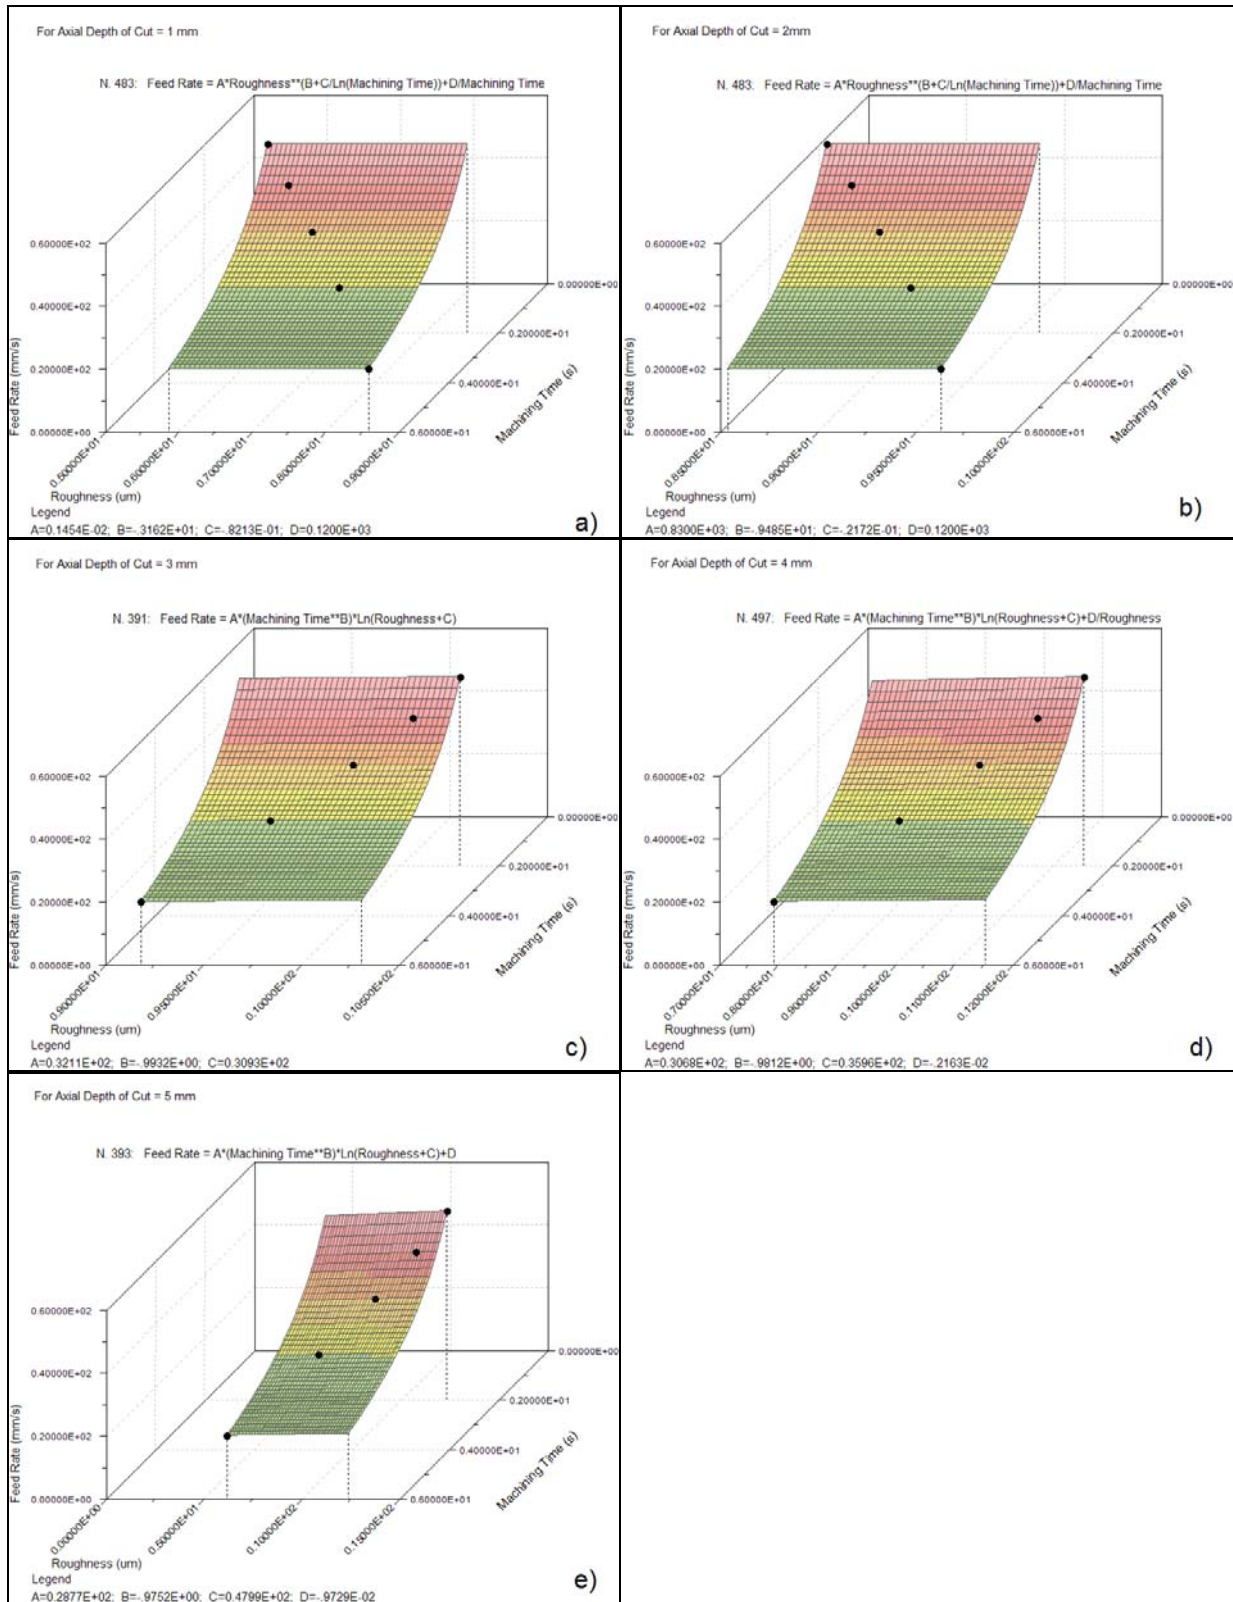 For Axial Depth of Cut = 1 mm
N. 483: Feed Rate = A*Roughness**(B+C/Ln(Machining Time))+D/Machining Time
0.60000E+02
0.40000E+02
0.20000E+02
0.00000E+00
Feed Rate (mm/s)
0.50000E+01
0.60000E+01
0.70000E+01
0.80000E+01
0.90000E+01
Roughness (um)
0.00000E+00
0.20000E+01
0.40000E+01
0.60000E+01
Machining Time (s)
Legend
A=0.1454E-02; B=-.3162E+01; C=-.8213E-01; D=0.1200E+03
a)
For Axial Depth of Cut = 2mm
N. 483: Feed Rate = A*Roughness**(B+C/Ln(Machining Time))+D/Machining Time
0.60000E+02
0.40000E+02
0.20000E+02
0.00000E+00
Feed Rate (mm/s)
0.85000E+01
0.90000E+01
0.95000E+01
0.10000E+02
Roughness (um)
0.00000E+00
0.20000E+01
0.40000E+01
0.60000E+01
Machining Time (s)
Legend
A=0.8300E+03; B=-.9485E+01; C=-.2172E-01; D=0.1200E+03
b)
For Axial Depth of Cut = 3 mm
N. 391: Feed Rate = A*(Machining Time**B)*Ln(Roughness+C)
0.60000E+02
0.40000E+02
0.20000E+02
0.00000E+00
Feed Rate (mm/s)
0.90000E+01
0.95000E+01
0.10000E+02
0.10500E+02
Roughness (um)
0.00000E+00
0.20000E+01
0.40000E+01
0.60000E+01
Machining Time (s)
Legend
A=0.3211E+02; B=-.9932E+00; C=0.3093E+02
c)
For Axial Depth of Cut = 4 mm
N. 497: Feed Rate = A*(Machining Time**B)*Ln(Roughness+C)+D/Roughness
0.60000E+02
0.40000E+02
0.20000E+02
0.00000E+00
Feed Rate (mm/s)
0.70000E+01
0.80000E+01
0.90000E+01
0.10000E+02
0.11000E+02
0.12000E+02
Roughness (um)
0.00000E+00
0.20000E+01
0.40000E+01
0.60000E+01
Machining Time (s)
Legend
A=0.3068E+02; B=-.9812E+00; C=0.3596E+02; D=-.2163E-02
d)
For Axial Depth of Cut = 5 mm
N. 393: Feed Rate = A*(Machining Time**B)*Ln(Roughness+C)+D
0.60000E+02
0.40000E+02
0.20000E+02
0.00000E+00
Feed Rate (mm/s)
0.00000E+00
0.50000E+01
0.10000E+02
0.15000E+02
Roughness (um)
0.00000E+00
0.20000E+01
0.40000E+01
0.60000E+01
Machining Time (s)
Legend
A=0.2877E+02; B=-.9752E+00; C=0.4799E+02; D=-.9729E-02
e)